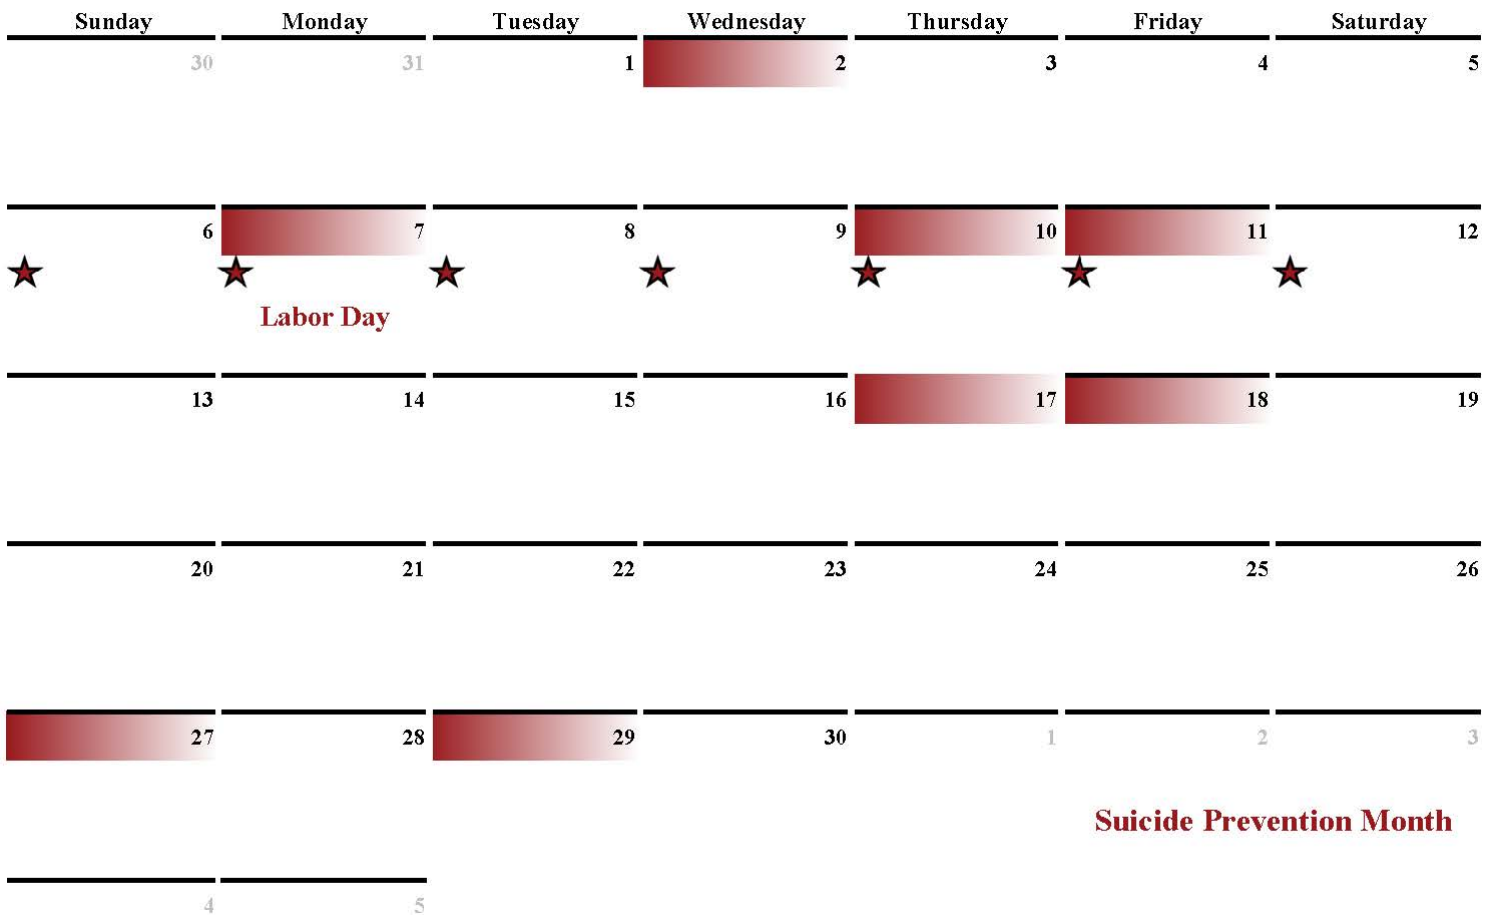 Sunday Monday Tuesday Wednesday Thursday Friday Saturday
30 31 1 2 3 4 5
6 7 8 9 10 11 12
Labor Day
13 14 15 16 17 18 19
20 21 22 23 24 25 26
27 28 29 30 1 2 3
Suicide Prevention Month
4 5